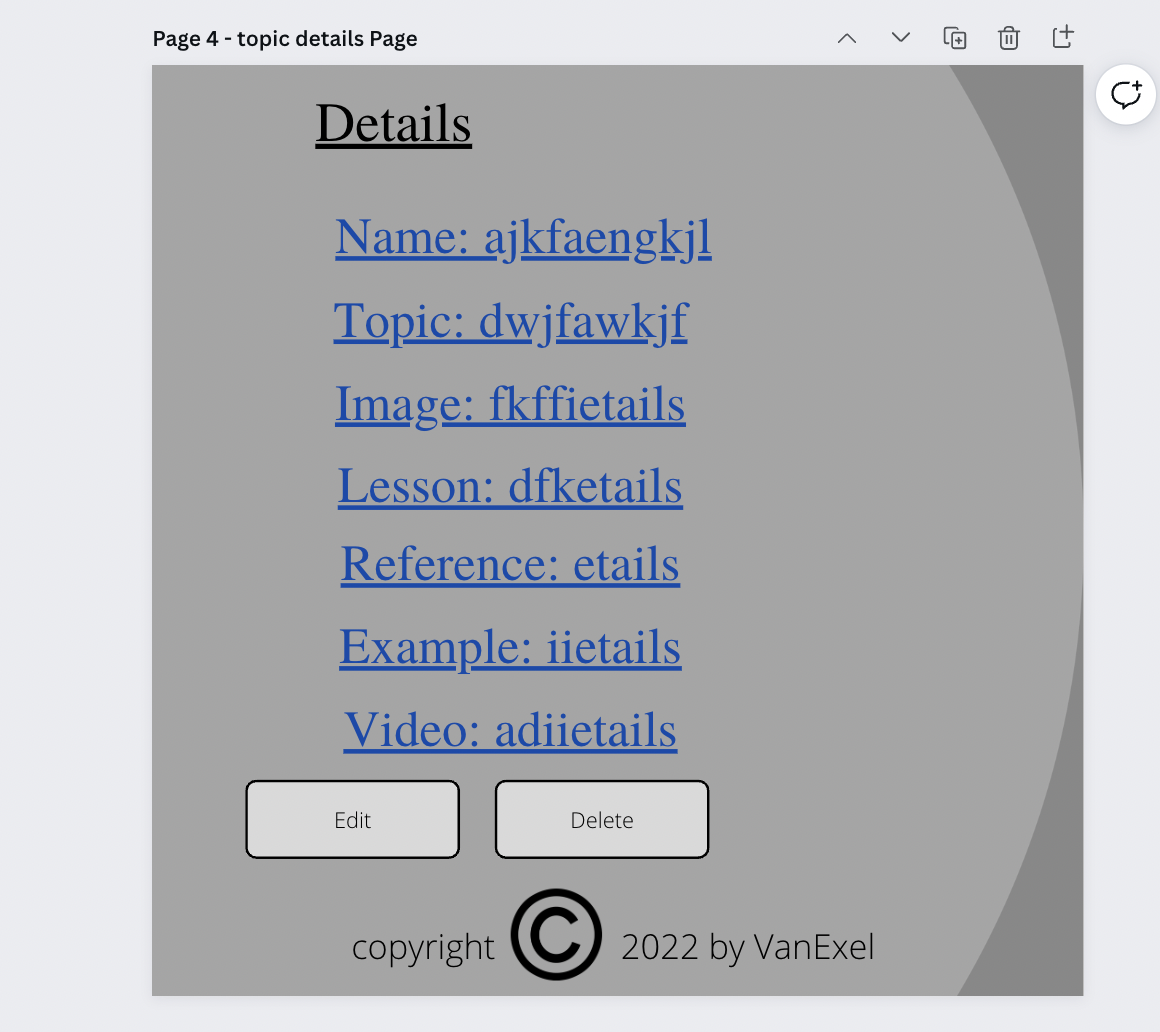 Page 4 - topic details Page
Details
Name: ajkfaengkjl
Topic: dwjfawkjf
Image: fkffietails
Lesson: dfketails
Reference: etails
Example: iietails
Video: adiietails
Edit
Delete
copyright © 2022 by VanExel